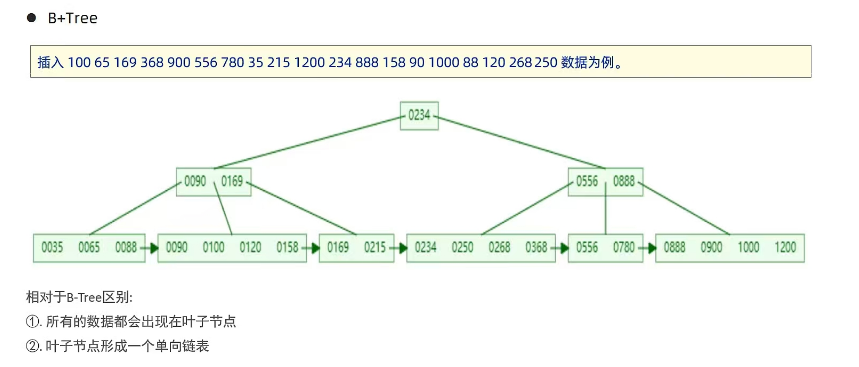 ● B+Tree
插入 100 65 169 368 900 556 780 35 215 1200 234 888 158 90 1000 88 120 268 250 数据为例。
0234
0090 0169 0556 0888
0035 0065 0088 0090 0100 0120 0158 0169 0215 0234 0250 0268 0368 0556 0780 0888 0900 1000 1200
相对于B-Tree区别:
①. 所有的数据都会出现在叶子节点
②. 叶子节点形成一个单向链表